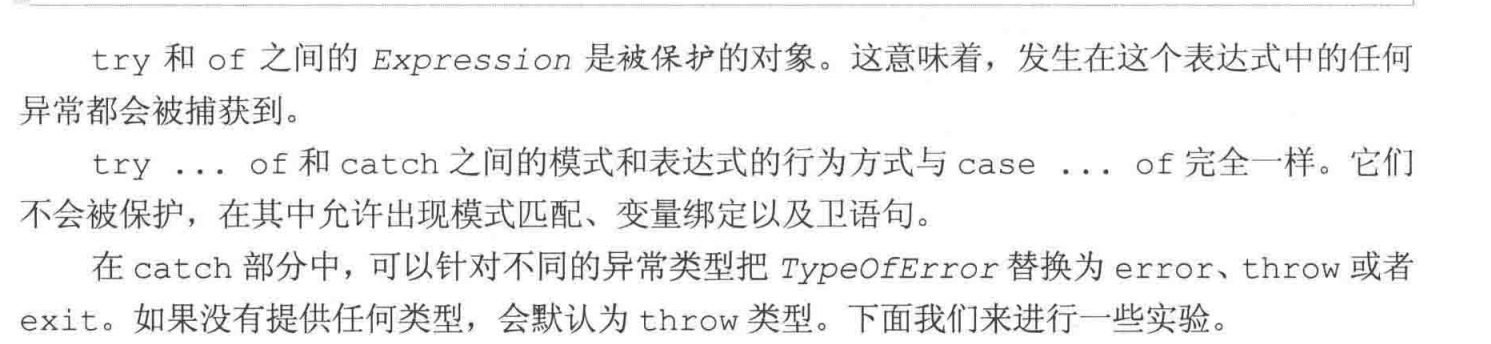 try 和 of 之间的 Expression 是被保护的对象。这意味着，发生在这个表达式中的任何
异常都会被捕获到。
try ... of 和 catch 之间的模式和表达式的行为方式与 case ... of 完全一样。它们
不会被保护，在其中允许出现模式匹配、变量绑定以及卫语句。
在 catch 部分中，可以针对不同的异常类型把 TypeOfError 替换为 error、throw 或者
exit。如果没有提供任何类型，会默认为 throw 类型。下面我们来进行一些实验。